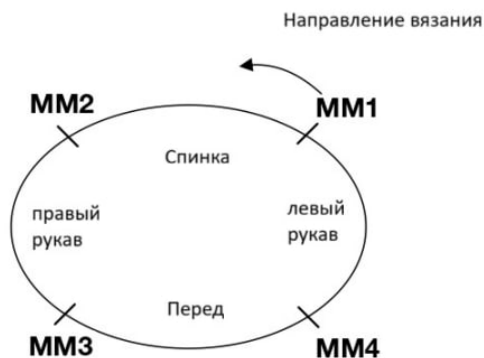 Направление вязания
ММ2
ММ1
Спинка
правый
рукав
левый
рукав
Перед
ММ3
ММ4